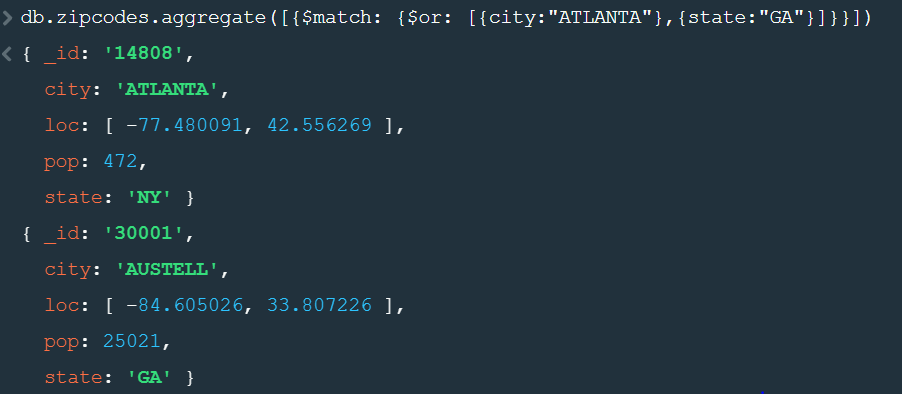 db.zipcodes.aggregate([{$match: {$or: [{city:"ATLANTA"},{state:"GA"}]}}])
{ _id: '14808',
city: 'ATLANTA',
loc: [ -77.480091, 42.556269 ],
pop: 472,
state: 'NY' }
{ _id: '30001',
city: 'AUSTELL',
loc: [ -84.605026, 33.807226 ],
pop: 25021,
state: 'GA' }